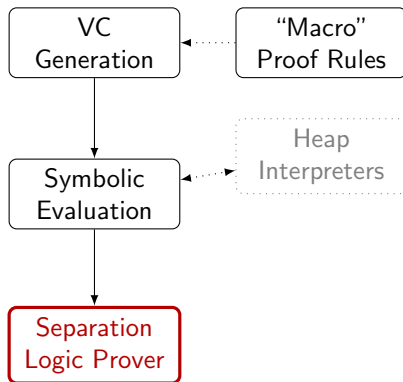 VC
Generation
“Macro”
Proof Rules
Heap
Interpreters
Symbolic
Evaluation
Separation
Logic Prover